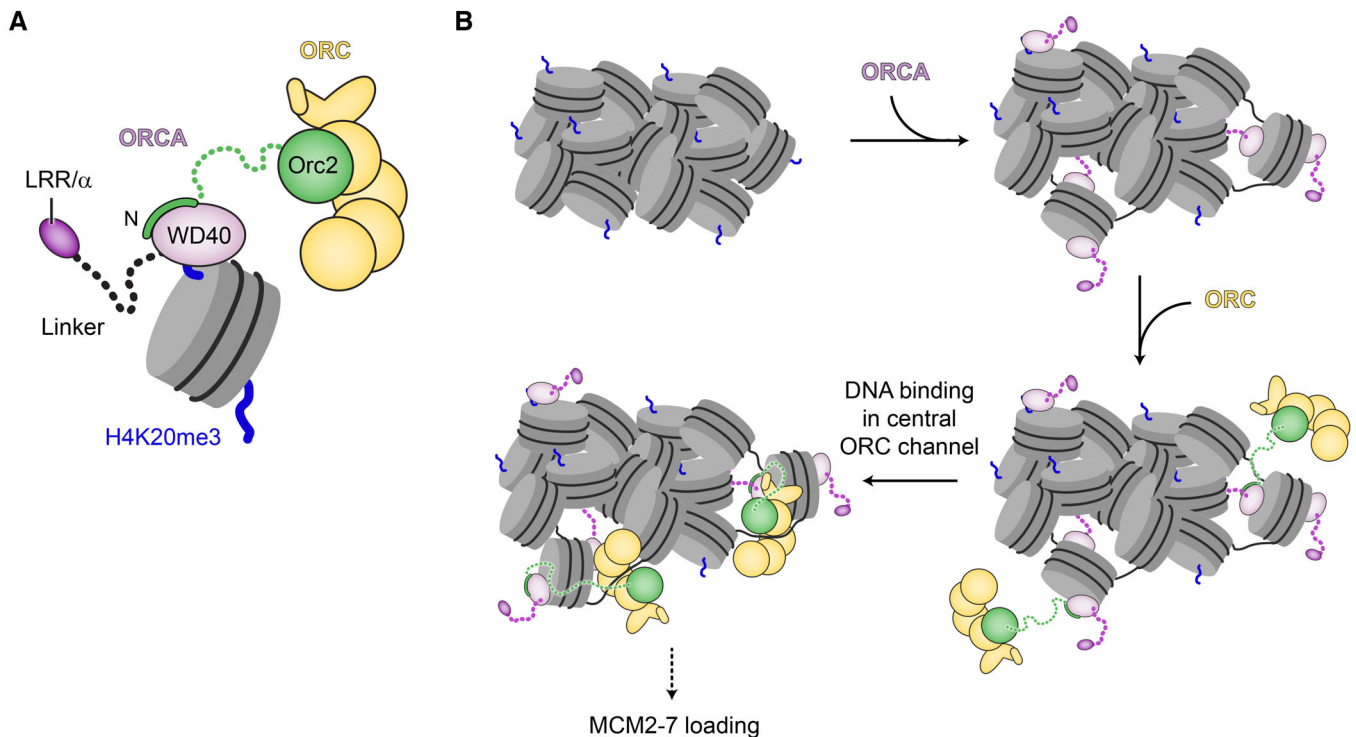 A
ORC
ORCA
Orc2
LRR/α
N
WD40
Linker
H4K20me3
B
ORCA
ORC
DNA binding
in central
ORC channel
MCM2-7 loading